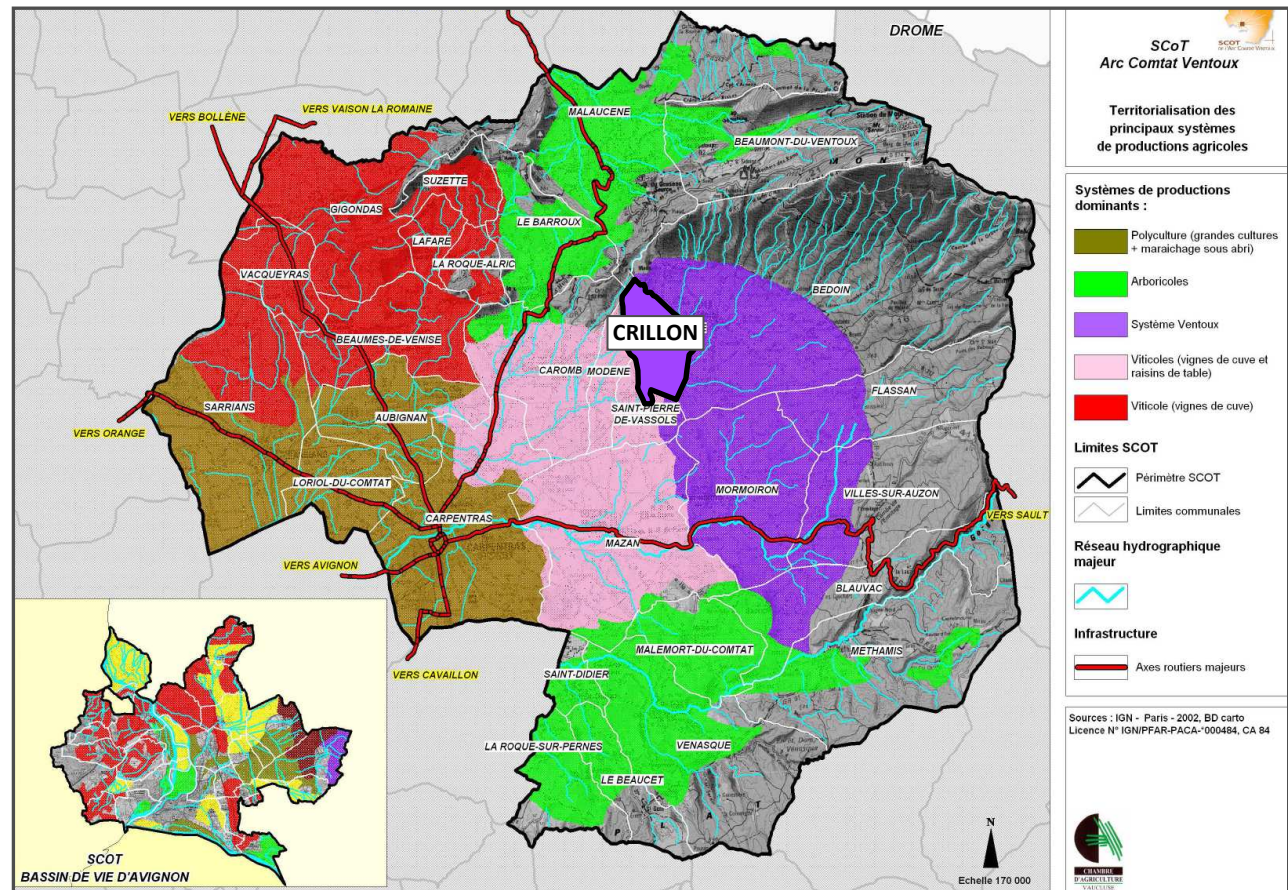 DROME
VERS VAISON LA ROMAINE
VERS BOLLÈNE
MALAUCENE
BEAUMONT-DU-VENTOUX
SUZETTE
GIGONDAS
LE BARROUX
LAFARE
LA ROQUE-ALRIC
VACQUEYRAS
BEDOIN
CRILLON
BEAUMES-DE-VENISE
CAROMB
MODENE
FLASSAN
SARRIANS
AUBIGNAN
SAINT-PIERRE
DE-VASSOLS
VERS ORANGE
LORIOL-DU-COMTAT
MORMOIRON
VILLES-SUR-AUZON
CARPENTRAS
VERS SAULT
MAZAN
VERS AVIGNON
BLAUVAC
MALEMORT-DU-COMTAT
METHAMIS
SAINT-DIDIER
VERS CAVAILLON
LA ROQUE-SUR-PERNES
VENASQUE
LE BEAUCET
N
Echelle 170 000
SCOT
BASSIN DE VIE D'AVIGNON
SCOT
SCoT
Arc Comtat Ventoux
Territorialisation des
principaux systèmes
de productions agricoles
Systèmes de productions
dominants :
Polyculture (grandes cultures
+ maraichage sous abri)
Arboricoles
Système Ventoux
Viticoles (vignes de cuve et
raisins de table)
Viticole (vignes de cuve)
Limites SCOT
Périmètre SCOT
Limites communales
Réseau hydrographique
majeur
Infrastructure
Axes routiers majeurs
Sources : IGN - Paris - 2002, BD carto
Licence N° IGN/PFAR-PACA-°000484, CA 84
CHAMBRE
D'AGRICULTURE
VAUCLUSE